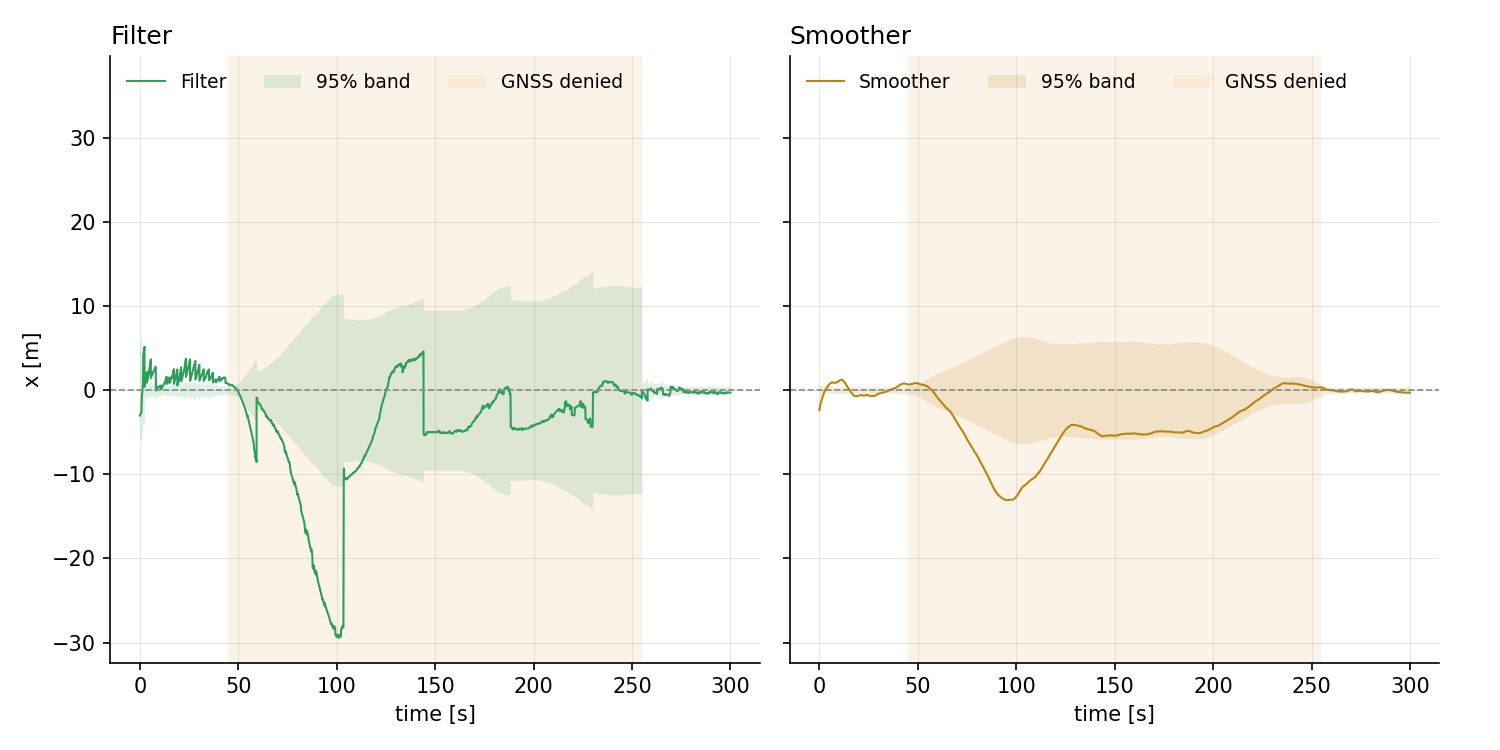 Filter
Filter 95% band GNSS denied
x [m]
30
20
10
0
−10
−20
−30
0 50 100 150 200 250 300
time [s]
Smoother
Smoother 95% band GNSS denied
0 50 100 150 200 250 300
time [s]